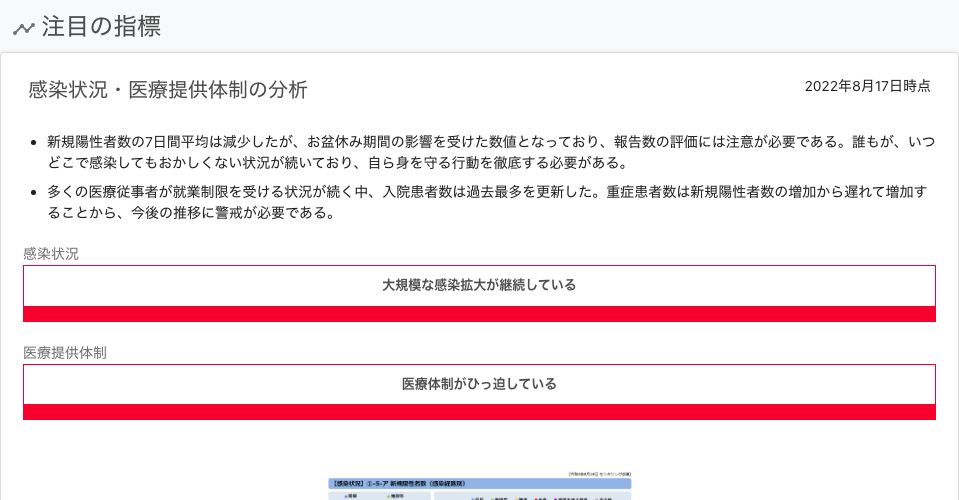 注目の指標
感染状況・医療提供体制の分析
2022年8月17日時点
新規陽性者数の7日間平均は減少したが、お盆休み期間の影響を受けた数値となっており、報告数の評価には注意が必要である。誰もが、いつ
どこで感染してもおかしくない状況が続いており、自ら身を守る行動を徹底する必要がある。
多くの医療従事者が就業制限を受ける状況が続く中、入院患者数は過去最多を更新した。重症患者数は新規陽性者数の増加から遅れて増加す
ることから、今後の推移に警戒が必要である。
感染状況
大規模な感染拡大が継続している
医療提供体制
医療体制がひっ迫している
【感染状況】①-5-ア 新規陽性者数（感染経路別）